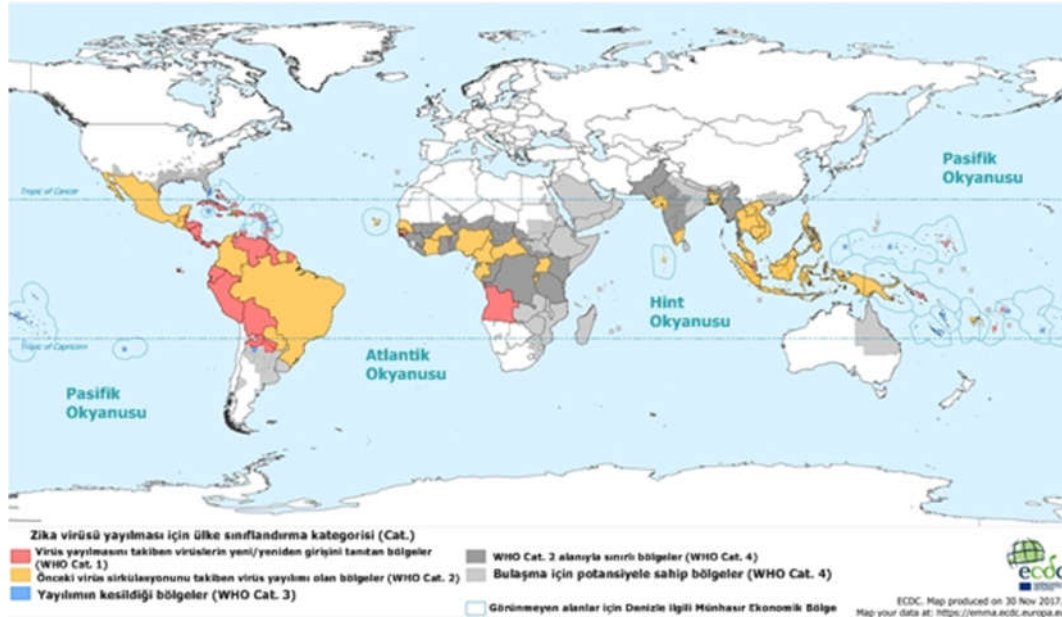 Pasifik
Okyanusu
Tropic of Cancer
Hint
Okyanusu
Tropic of Capricorn
Atlantik
Okyanusu
Pasifik
Okyanusu
Zika virüsü yayılması için ülke sınıflandırma kategorisi (Cat.)
Virüs yayılmasını takiben virüslerin yeni/yeniden girişini tanıtan bölgeler
(WHO Cat. 1)
Önceki virüs sirkülasyonunu takiben virüs yayılımı olan bölgeler (WHO Cat. 2)
Yayılımın kesildiği bölgeler (WHO Cat. 3)
WHO Cat. 2 alanıyla sınırlı bölgeler (WHO Cat. 4)
Bulaşma için potansiyele sahip bölgeler (WHO Cat. 4)
Görünmeyen alanlar için Denizle ilgili Münhasır Ekonomik Bölge
ecdc
ECDC. Map produced on 30 Nov 2017.
Map your data at: https://emma.ecdc.europa.eu